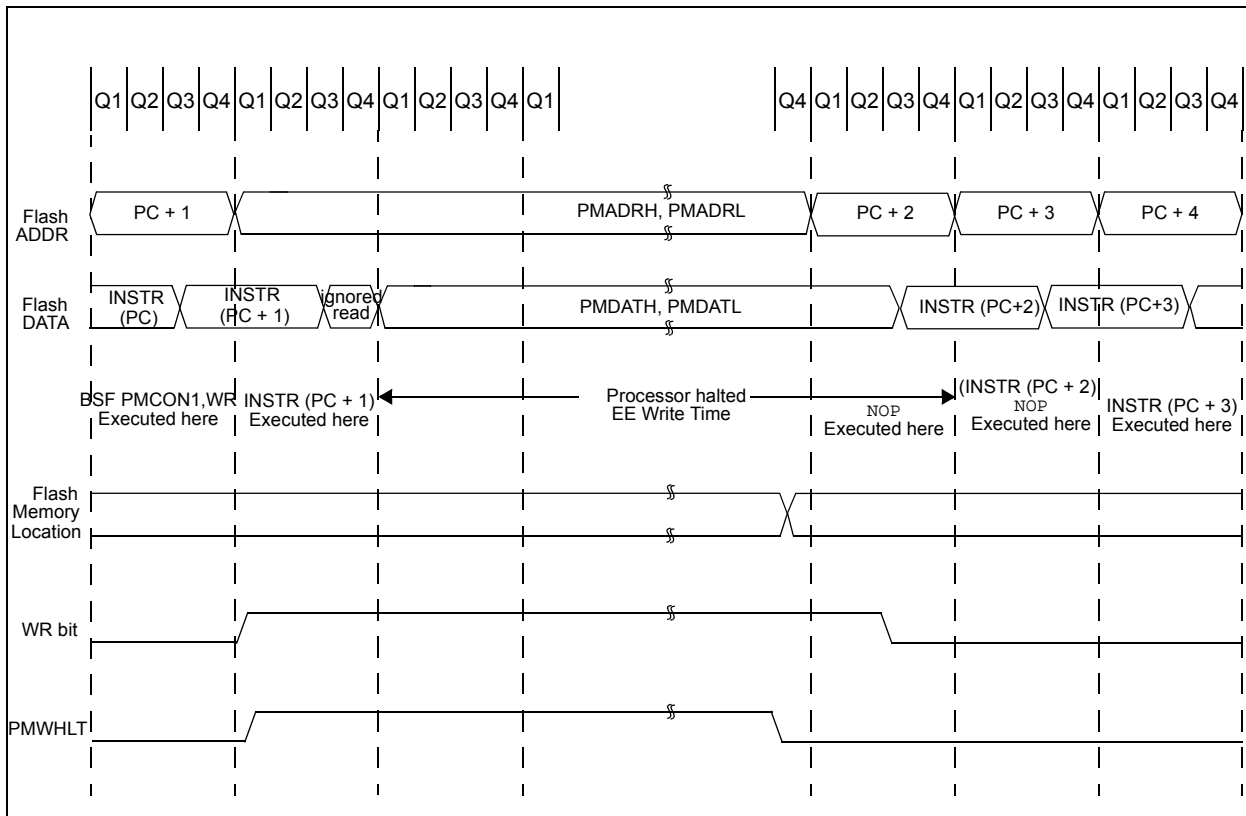 Q1 Q2 Q3 Q4 Q1 Q2 Q3 Q4 Q1 Q2 Q3 Q4 Q1 Q4 Q1 Q2 Q3 Q4 Q1 Q2 Q3 Q4 Q1 Q2 Q3 Q4
Flash
ADDR
PC + 1
PMADRH, PMADRL
PC + 2
PC + 3
PC + 4
Flash
DATA
INSTR
(PC)
INSTR
(PC + 1)
ignored
read
PMDATH, PMDATL
INSTR (PC+2)
INSTR (PC+3)
BSF PMCON1,WR
Executed here
INSTR (PC + 1)
Executed here
Processor halted
EE Write Time
NOP
Executed here
(INSTR (PC + 2)
NOP
Executed here
INSTR (PC + 3)
Executed here
Flash
Memory
Location
WR bit
PMWHLT